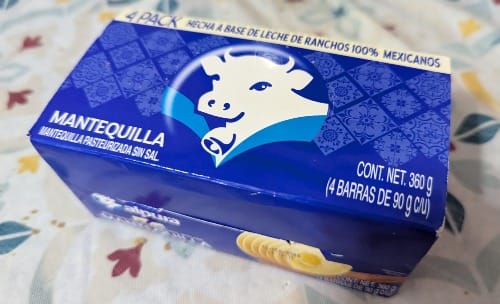 4 PACK HECHA A BASE DE LECHE DE RANCHOS 100% MEXICANOS
MANTEQUILLA
MANTEQUILLA PASTEURIZADA SIN SAL
CONT. NET. 360 g
(4 BARRAS DE 90 g C/U)
alpura